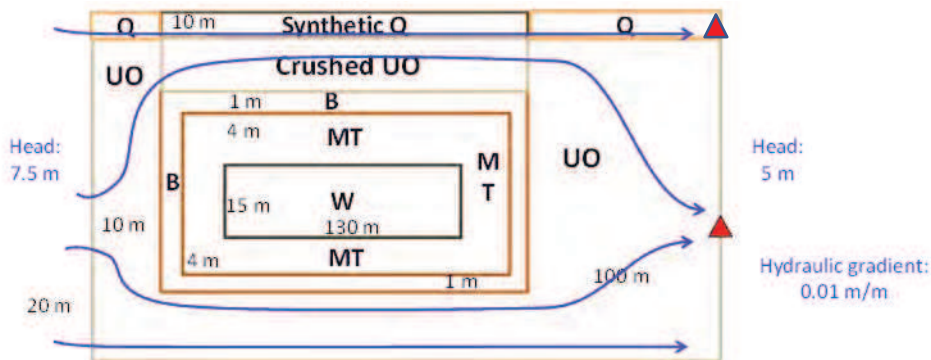 Q
10 m
Synthetic Q
Q
UO
Crushed UO
1 m
B
4 m
MT
Head:
7.5 m
B
M
T
UO
Head:
5 m
15 m
W
130 m
10 m
4 m
MT
1 m
100 m
Hydraulic gradient:
0.01 m/m
20 m